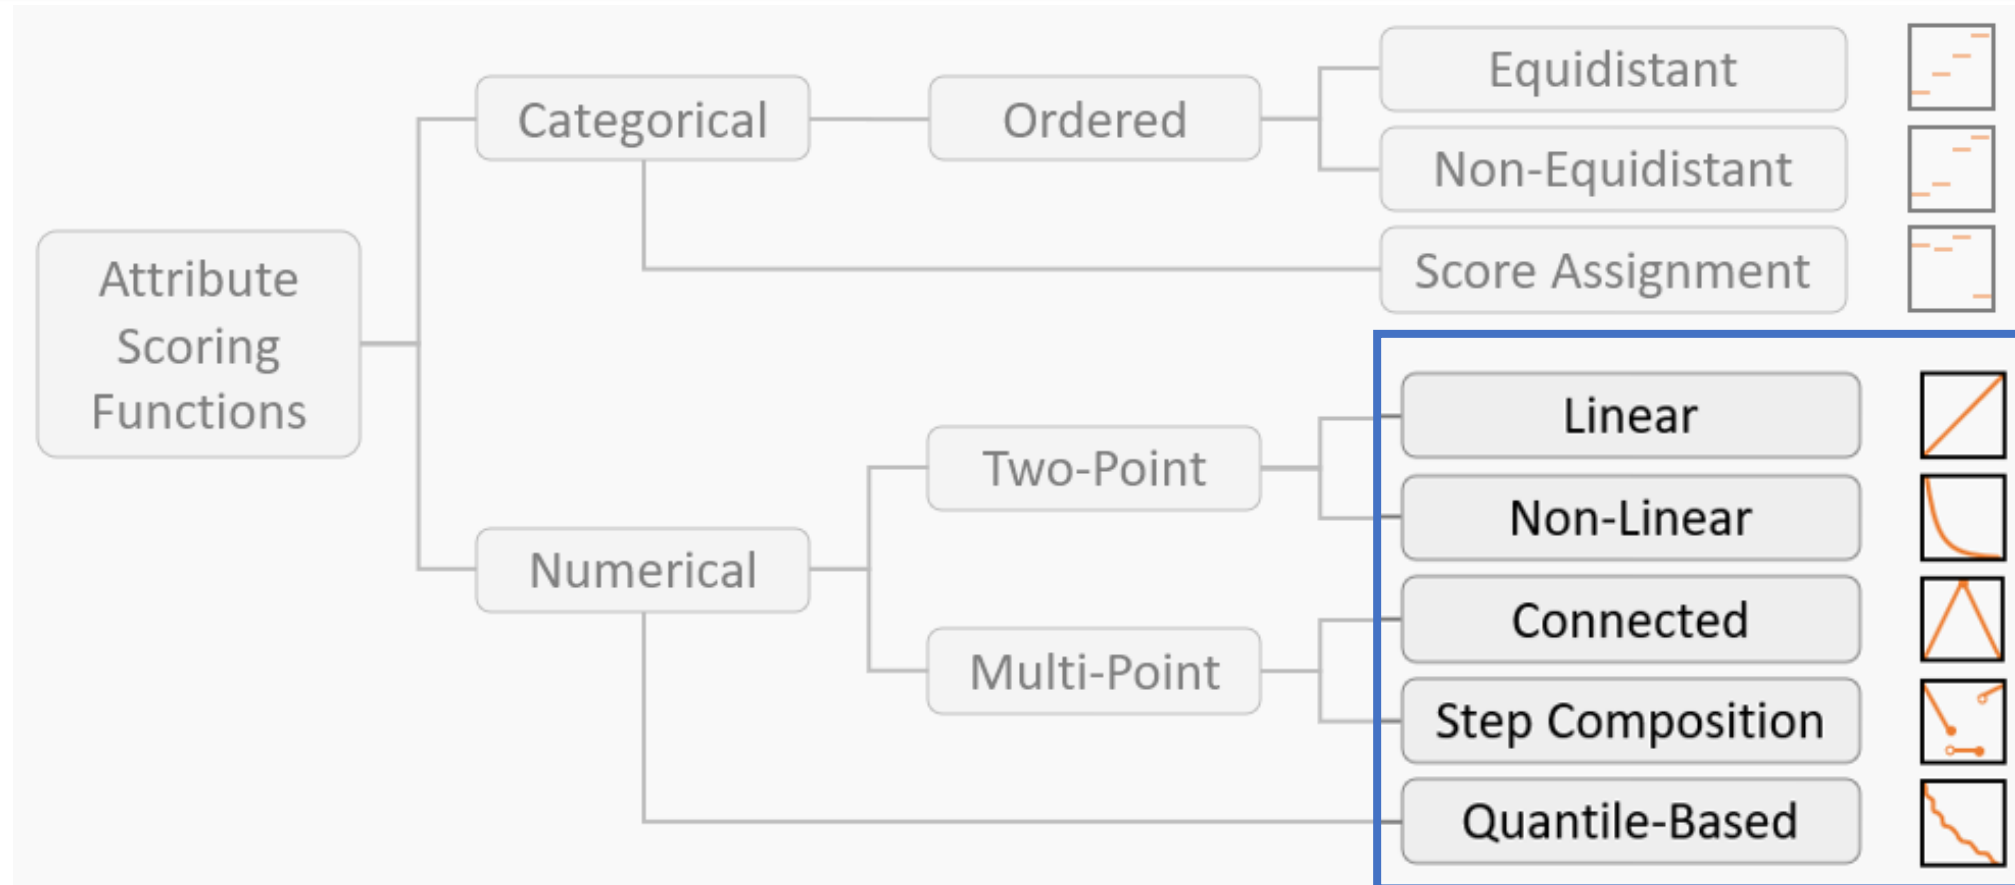 Attribute
Scoring
Functions
Categorical
Ordered
Equidistant
Non-Equidistant
Score Assignment
Numerical
Two-Point
Linear
Non-Linear
Multi-Point
Connected
Step Composition
Quantile-Based